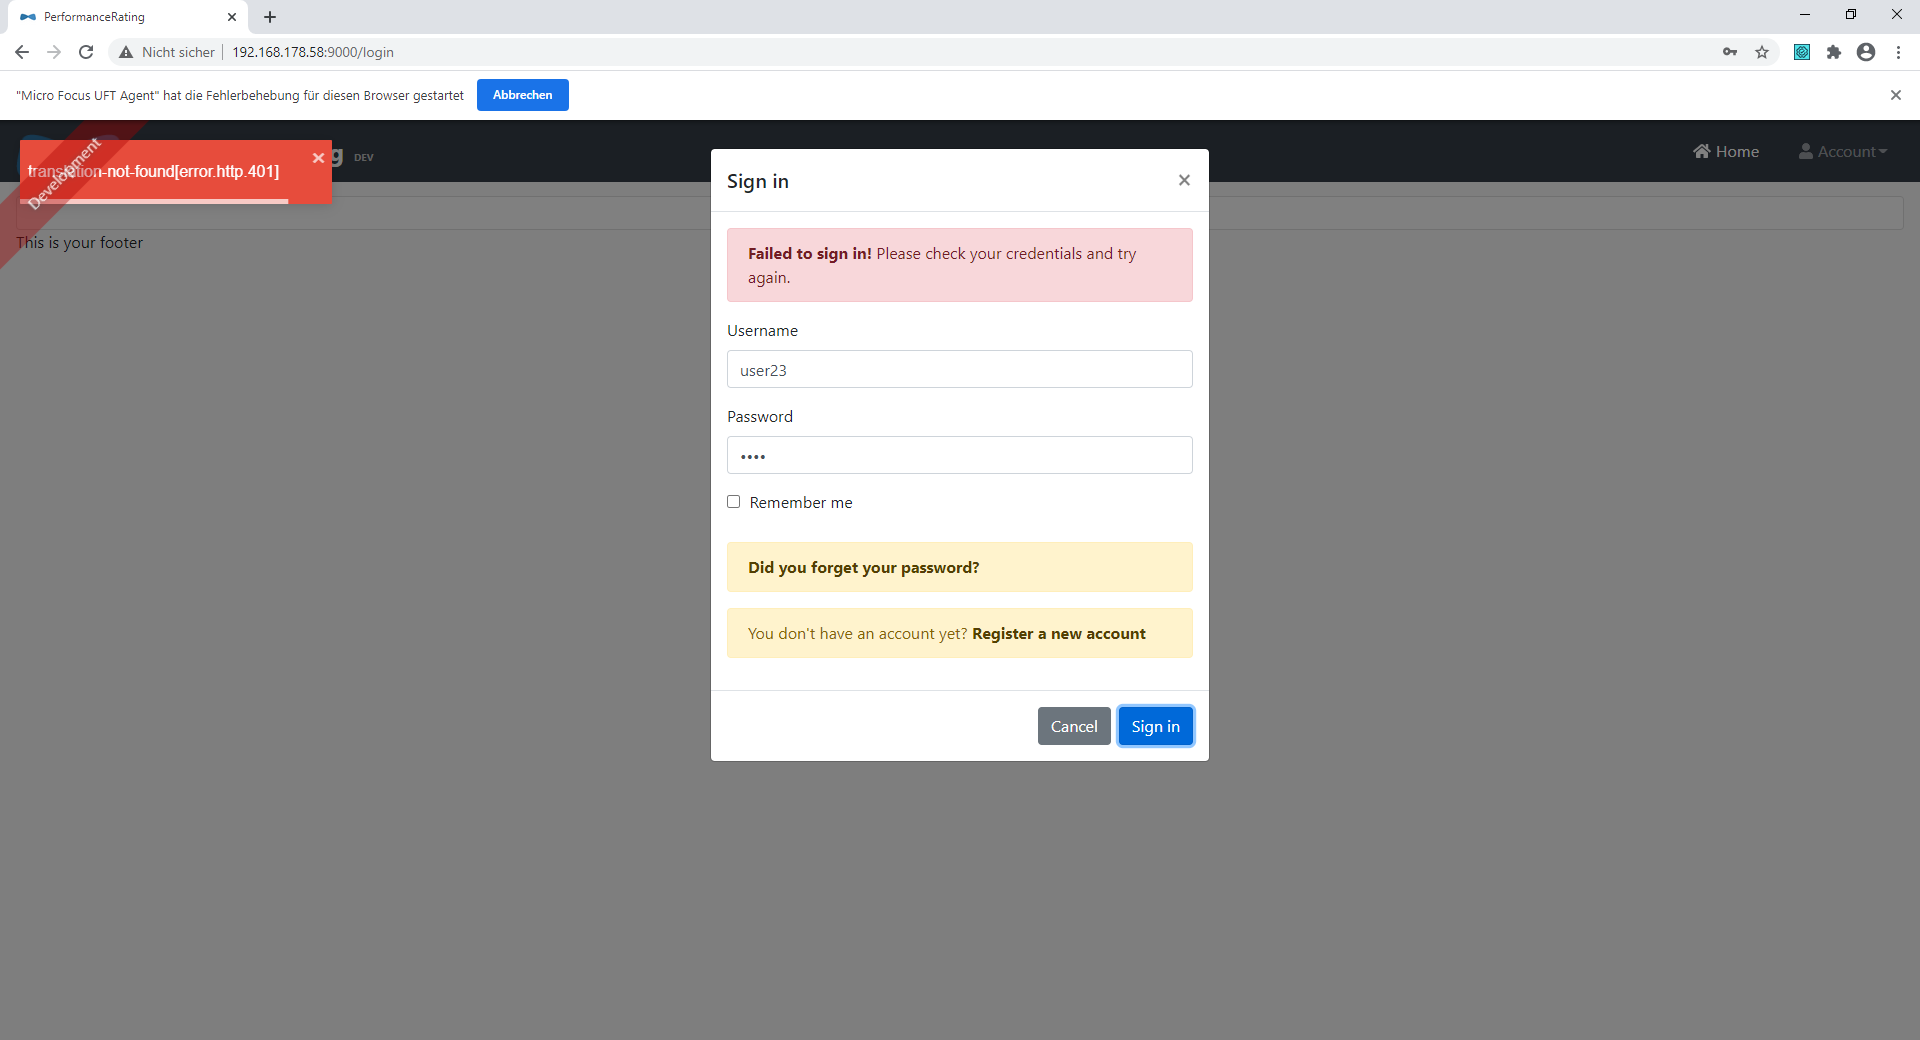 PerformanceRating
Nicht sicher
192.168.178.58:9000/login
"Micro Focus UFT Agent" hat die Fehlerbehebung für diesen Browser gestartet
Abbrechen
Development
-not-found[error.http.401]
DEV
Home
Account
This is your footer
Sign in
Failed to sign in! Please check your credentials and try
again.
Username
user23
Password
••••
Remember me
Did you forget your password?
You don't have an account yet? Register a new account
Cancel
Sign in